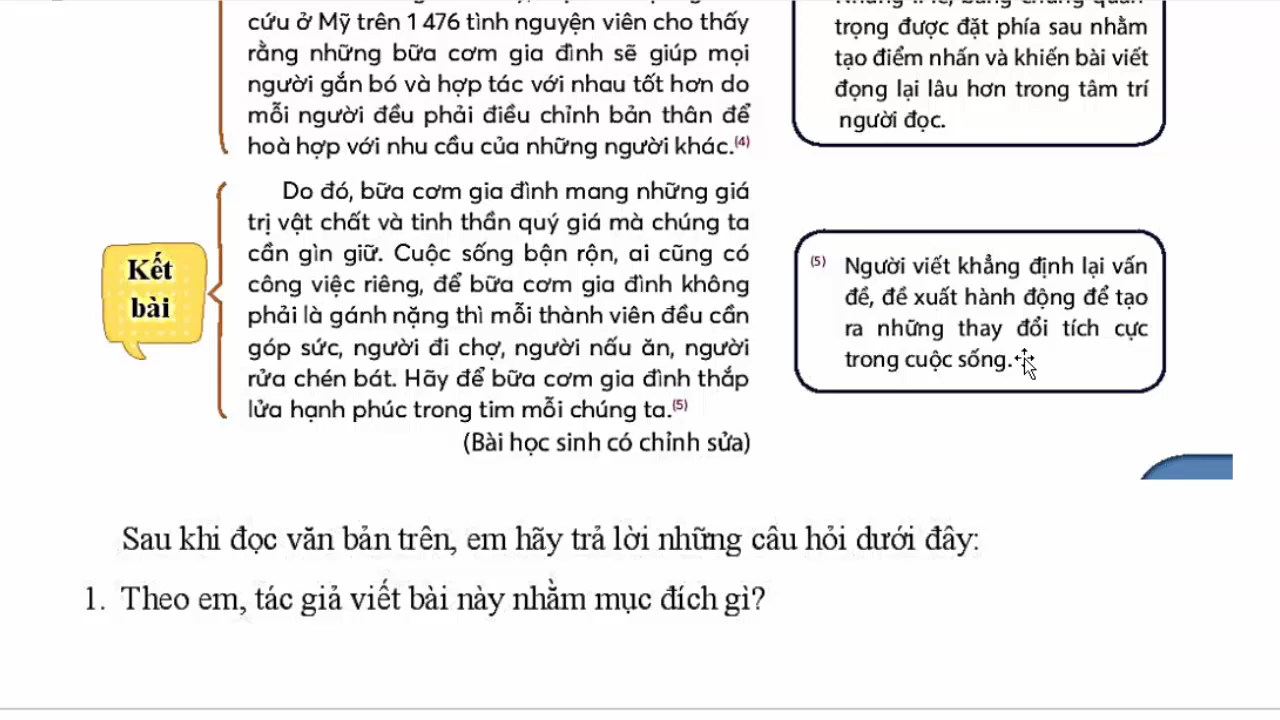 cứu ở Mỹ trên 1 476 tình nguyện viên cho thấy
rằng những bữa cơm gia đình sẽ giúp mọi
người gắn bó và hợp tác với nhau tốt hơn do
mỗi người đều phải điều chỉnh bản thân để
hoà hợp với nhu cầu của những người khác.(4)
trọng được đặt phía sau nhằm
tạo điểm nhấn và khiến bài viết
đọng lại lâu hơn trong tâm trí
người đọc.
Kết
bài
Do đó, bữa cơm gia đình mang những giá
trị vật chất và tinh thần quý giá mà chúng ta
cần gìn giữ. Cuộc sống bận rộn, ai cũng có
công việc riêng, để bữa cơm gia đình không
phải là gánh nặng thì mỗi thành viên đều cần
góp sức, người đi chợ, người nấu ăn, người
rửa chén bát. Hãy để bữa cơm gia đình thắp
lửa hạnh phúc trong tim mỗi chúng ta.(5)
(Bài học sinh có chỉnh sửa)
(5) Người viết khẳng định lại vấn
đề, đề xuất hành động để tạo
ra những thay đổi tích cực
trong cuộc sống.
Sau khi đọc văn bản trên, em hãy trả lời những câu hỏi dưới đây:
1. Theo em, tác giả viết bài này nhằm mục đích gì?